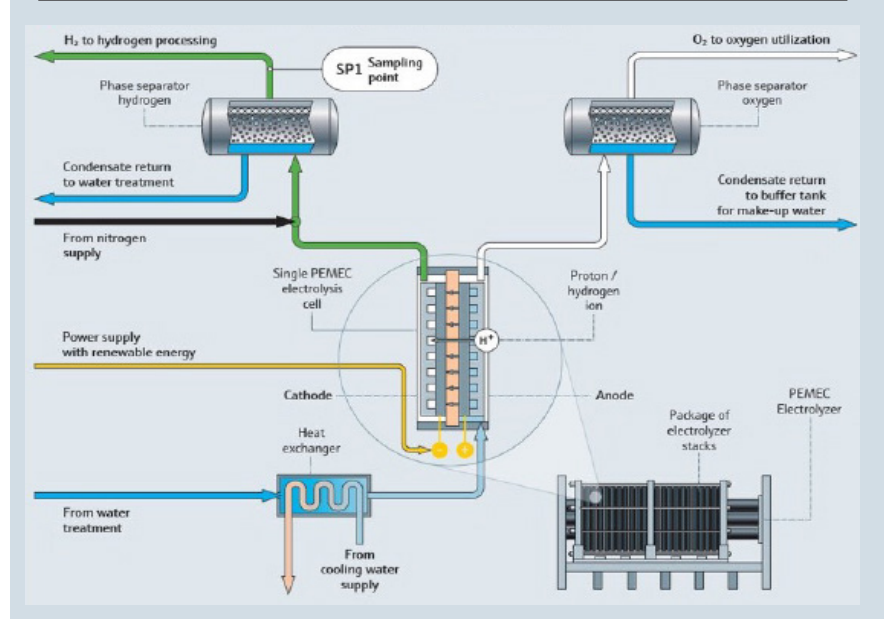 H₂ to hydrogen processing
O₂ to oxygen utilization
SP1 Sampling
point
Phase separator
hydrogen
Phase separator
oxygen
Condensate return
to water treatment
Condensate return
to buffer tank
for make-up water
From nitrogen
supply
Single PEMEC
electrolysis
cell
Proton /
hydrogen
ion
H⁺
Power supply
with renewable energy
Cathode
Anode
PEMEC
Electrolyzer
Package of
electrolyzer
stacks
Heat
exchanger
−
+
From water
treatment
From
cooling water
supply